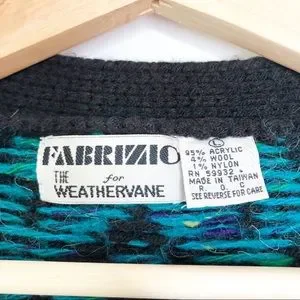 FABRIZIO
THE for
WEATHERVANE
L
95% ACRYLIC
4% WOOL
1% NYLON
RN 59932
MADE IN TAIWAN
R. O. C
SEE REVERSE FOR CARE